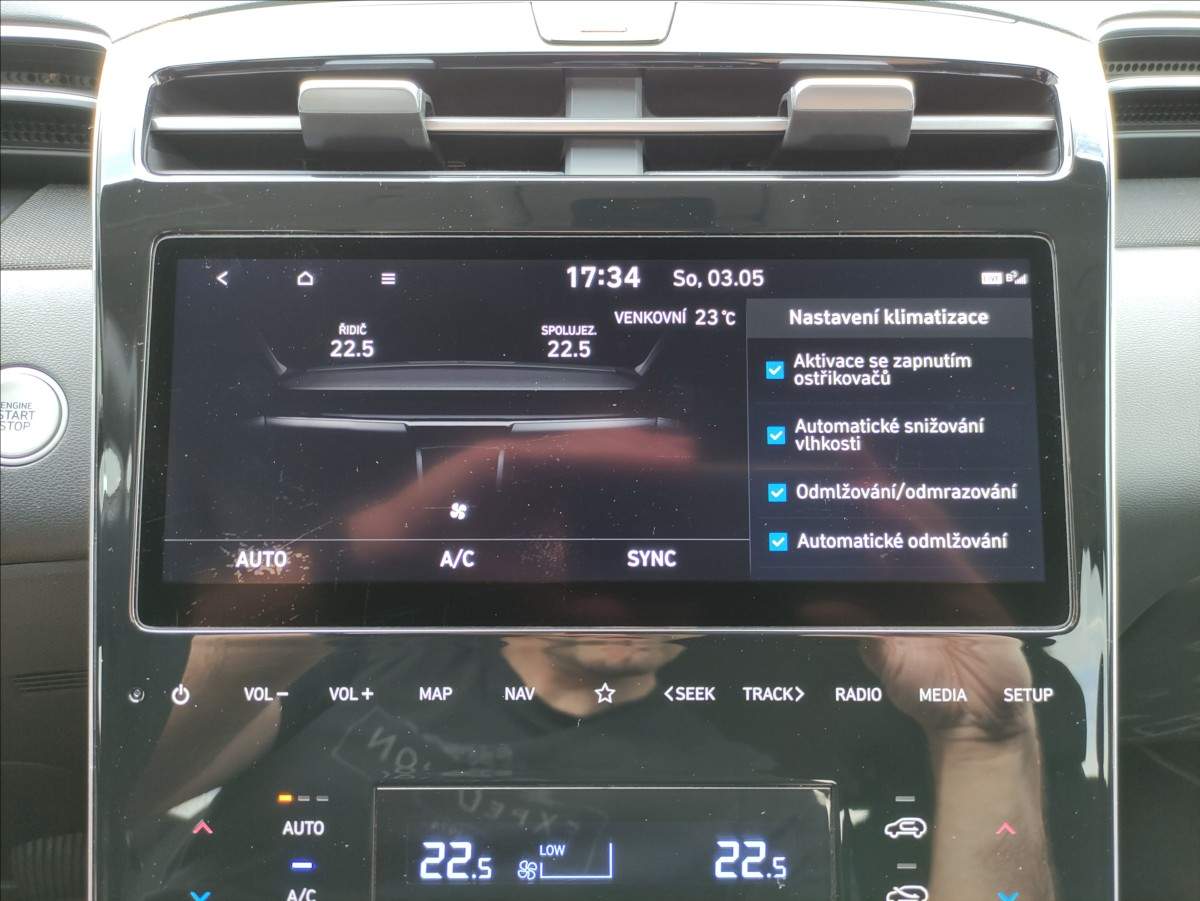 17:34 So, 03.05
VENKOVNÍ 23 °C
ŘIDIČ
22.5
SPOLUJEZ.
22.5
Nastavení klimatizace
Aktivace se zapnutím
ostřikovačů
Automatické snižování
vlhkosti
Odmlžování/odmrazování
Automatické odmlžování
AUTO A/C SYNC
ENGINE
START
STOP
VOL− VOL+ MAP NAV <SEEK TRACK> RADIO MEDIA SETUP
AUTO
A/C
LOW
22.5 22.5